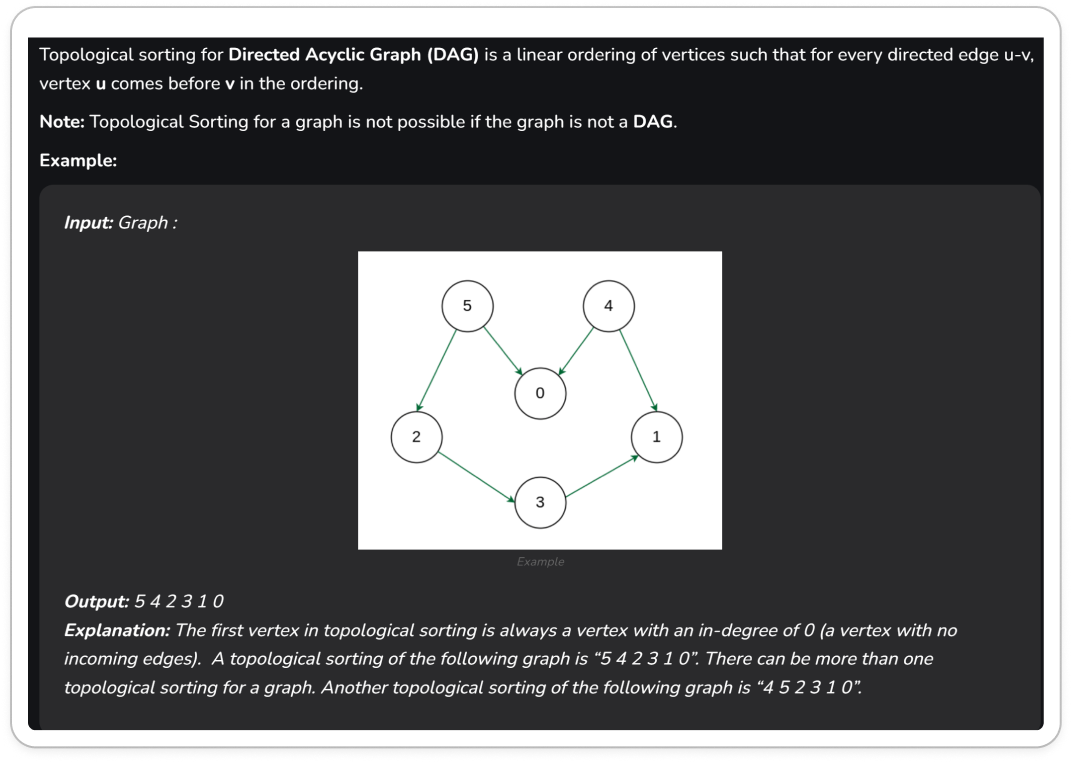 Topological sorting for Directed Acyclic Graph (DAG) is a linear ordering of vertices such that for every directed edge u-v,
vertex u comes before v in the ordering.
Note: Topological Sorting for a graph is not possible if the graph is not a DAG.
Example:
Input: Graph :
5
4
0
2
1
3
Example
Output: 5 4 2 3 1 0
Explanation: The first vertex in topological sorting is always a vertex with an in-degree of 0 (a vertex with no
incoming edges).  A topological sorting of the following graph is “5 4 2 3 1 0”. There can be more than one
topological sorting for a graph. Another topological sorting of the following graph is “4 5 2 3 1 0”.